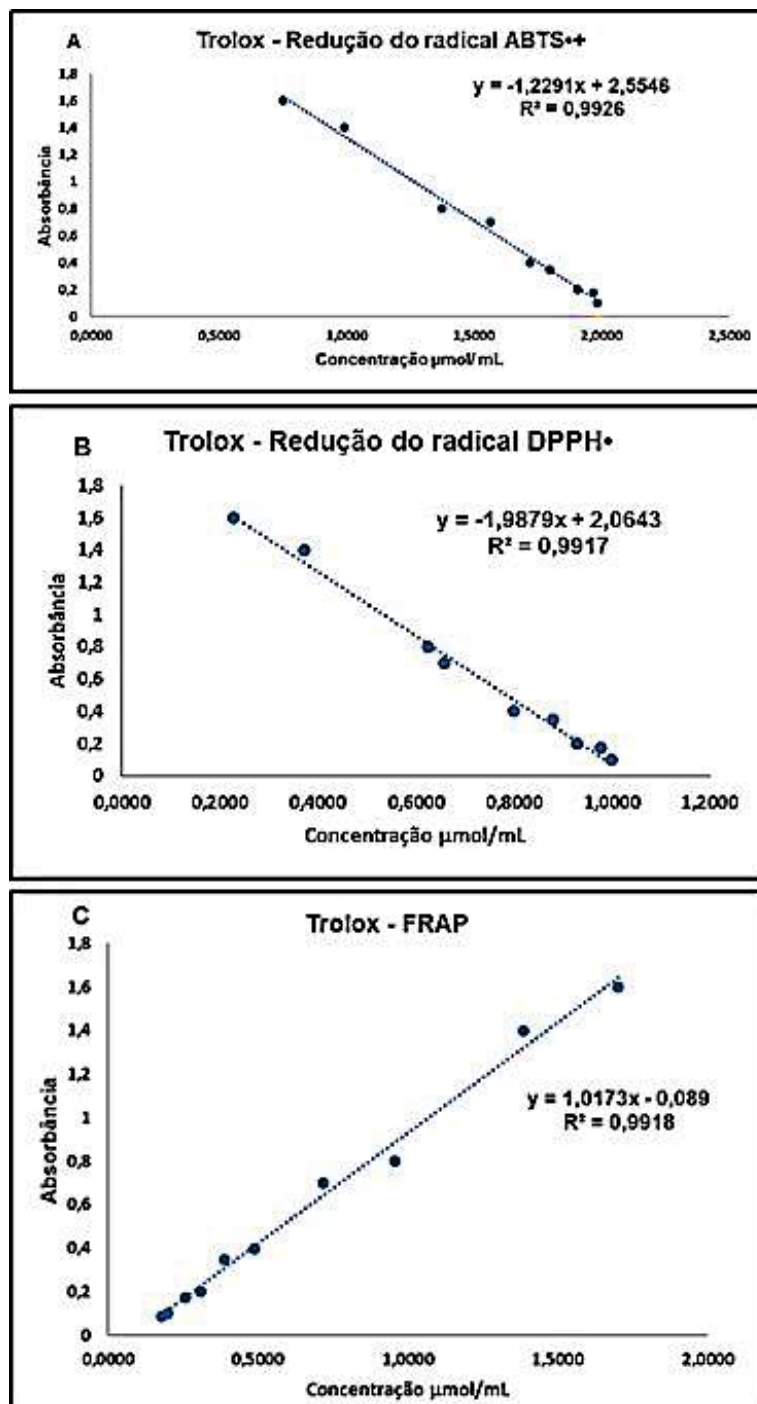 A
Trolox - Redução do radical ABTS•+
y = -1,2291x + 2,5546
R² = 0,9926
1,8
1,6
1,4
1,2
1
0,8
0,6
0,4
0,2
0
Absorbância
0,0000 0,5000 1,0000 1,5000 2,0000 2,5000
Concentração µmol/mL
B
Trolox - Redução do radical DPPH•
y = -1,9879x + 2,0643
R² = 0,9917
1,8
1,6
1,4
1,2
1
0,8
0,6
0,4
0,2
0
Absorbância
0,0000 0,2000 0,4000 0,6000 0,8000 1,0000 1,2000
Concentração µmol/mL
C
Trolox - FRAP
1,8
1,6
1,4
1,2
1
0,8
0,6
0,4
0,2
0
Absorbância
y = 1,0173x - 0,089
R² = 0,9918
0,0000 0,5000 1,0000 1,5000 2,0000
Concentração µmol/mL